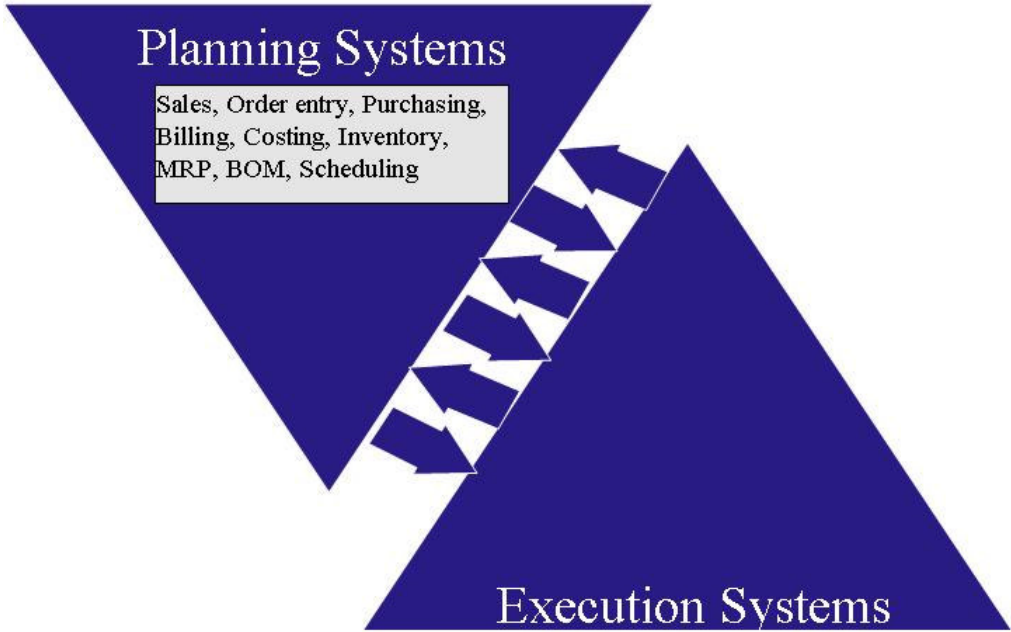 Planning Systems
Sales, Order entry, Purchasing,
Billing, Costing, Inventory,
MRP, BOM, Scheduling
Execution Systems